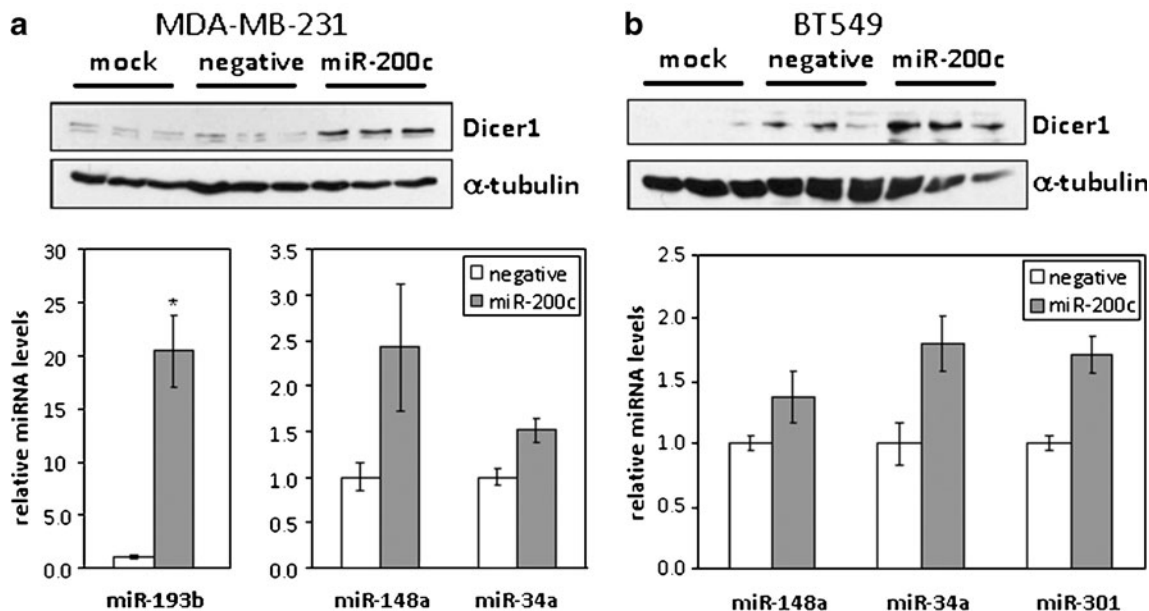 a MDA-MB-231
mock negative miR-200c
Dicer1
α-tubulin
relative miRNA levels
30
25
20
15
10
5.0
0.0
miR-193b
*
3.5
3.0
2.5
2.0
1.5
1.0
0.5
0.0
negative
miR-200c
miR-148a miR-34a
b BT549
mock negative miR-200c
Dicer1
α-tubulin
relative miRNA levels
2.5
2.0
1.5
1.0
0.5
0.0
negative
miR-200c
miR-148a miR-34a miR-301